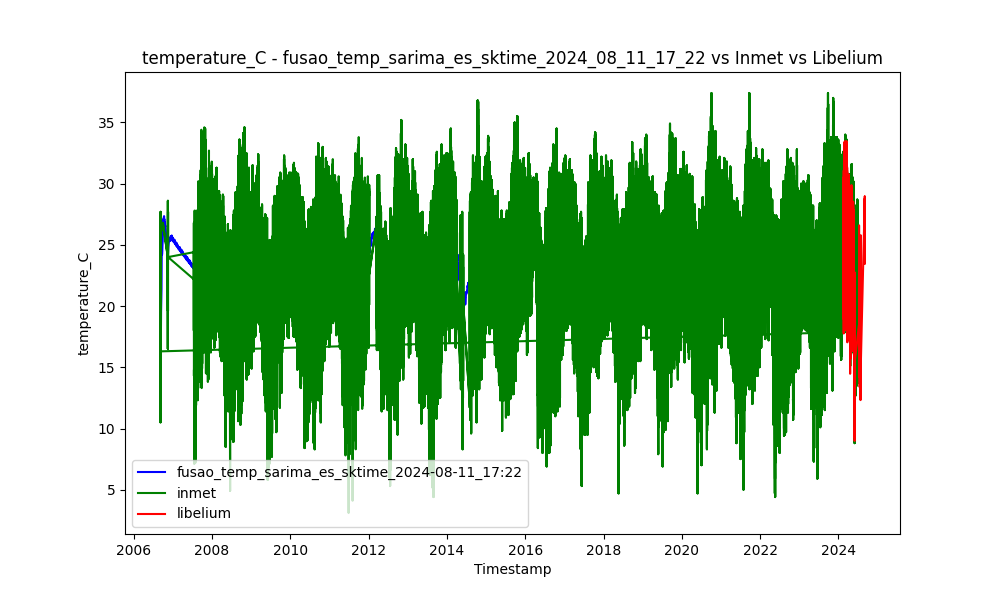 temperature_C - fusao_temp_sarima_es_sktime_2024_08_11_17_22 vs Inmet vs Libelium
temperature_C
35
30
25
20
15
10
5
fusao_temp_sarima_es_sktime_2024-08-11_17:22
inmet
libelium
2006 2008 2010 2012 2014 2016 2018 2020 2022 2024
Timestamp